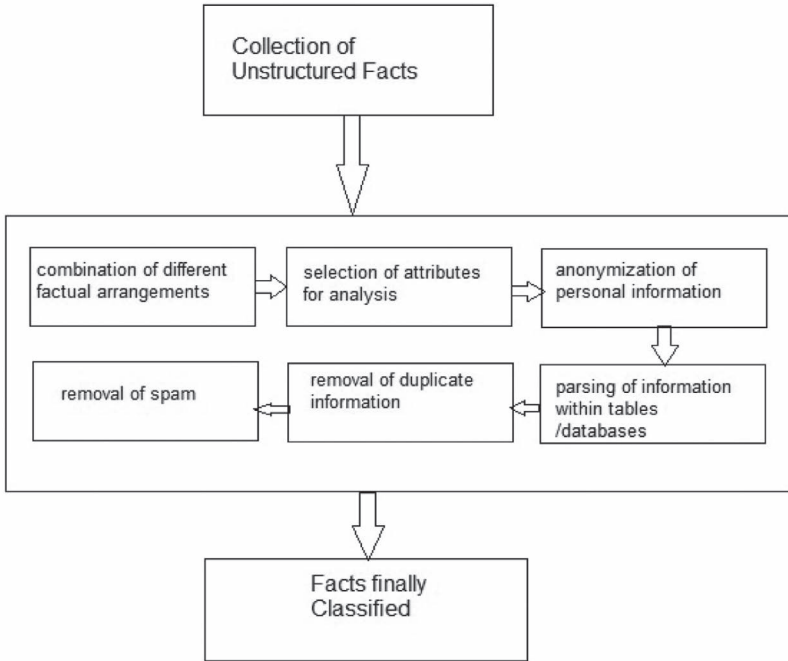 Collection of
Unstructured Facts
combination of different
factual arrangements
selection of attributes
for analysis
anonymization of
personal information
parsing of information
within tables
/databases
removal of duplicate
information
removal of spam
Facts finally
Classified